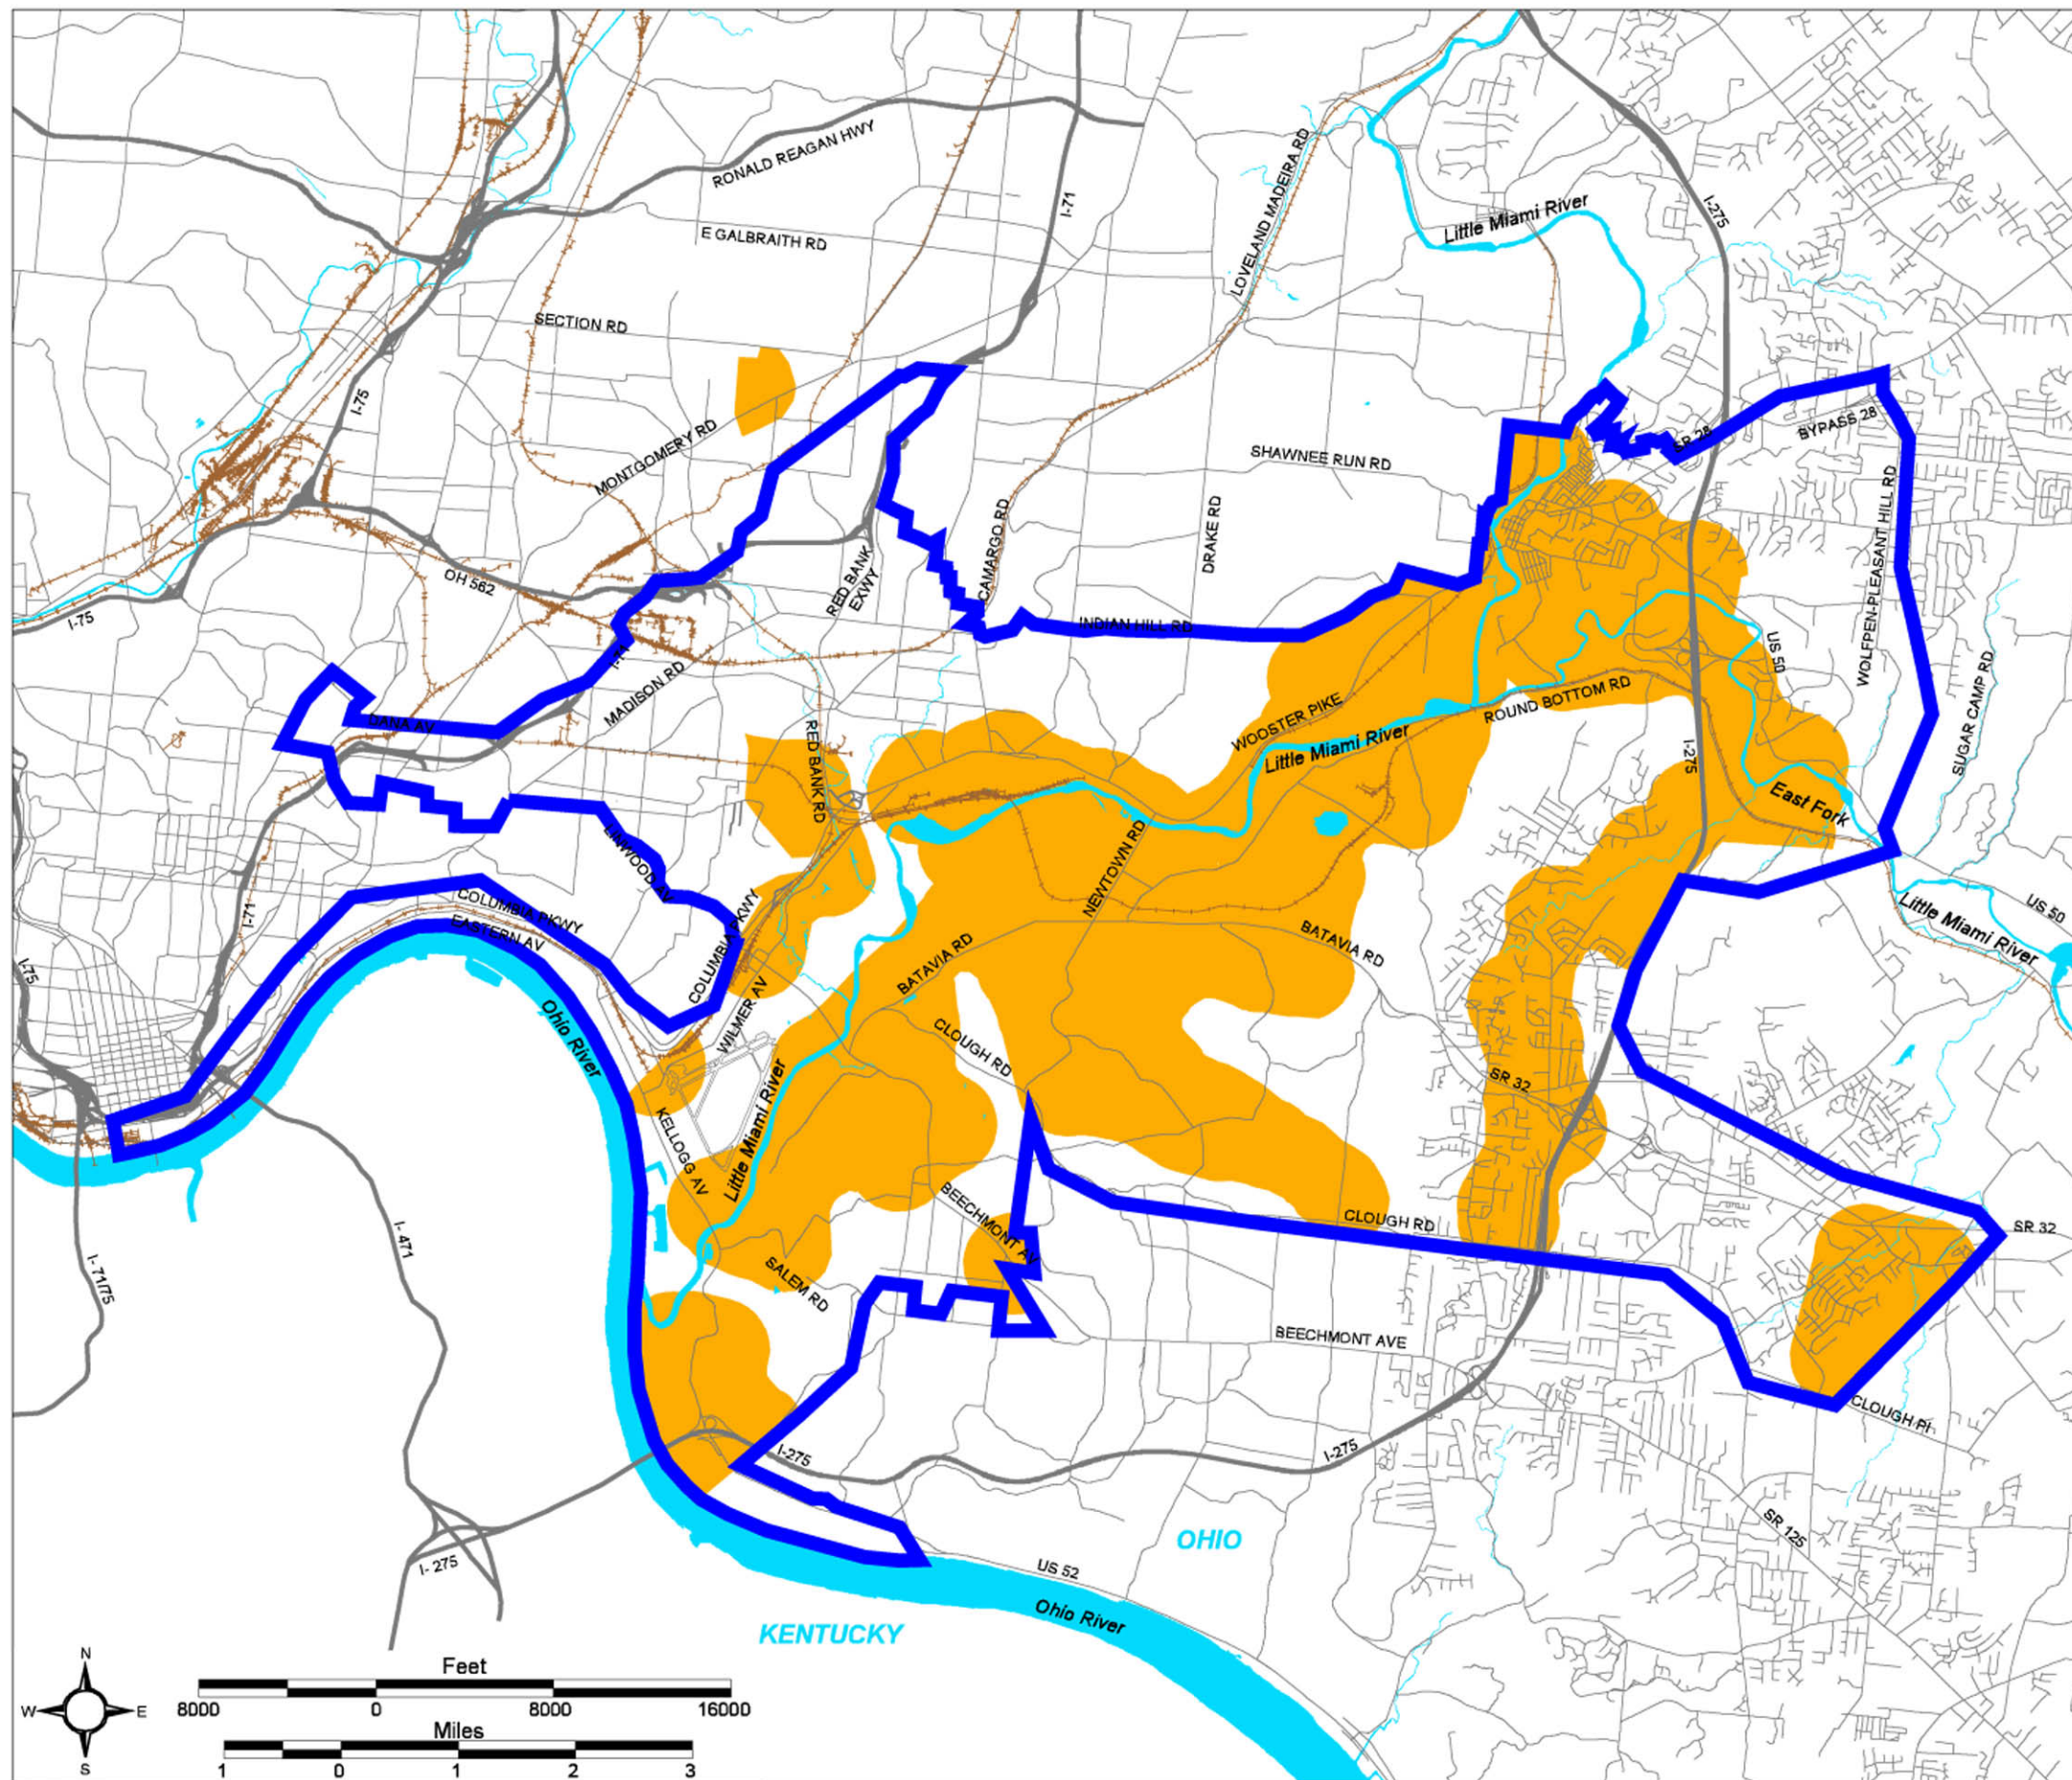 RONALD REAGAN HWY
I-71
LOVELAND MADEIRA RD
Little Miami River
I-275
E GALBRAITH RD
SECTION RD
I-75
MONTGOMERY RD
SHAWNEE RUN RD
SR 28
BYPASS 28
WOLFPEN-PLEASANT HILL RD
DRAKE RD
CAMARGO RD
RED BANK
EXWY
OH 562
I-75
INDIAN HILL RD
I-71
MADISON RD
US 50
SUGAR CAMP RD
ROUND BOTTOM RD
WOOSTER PIKE
Little Miami River
DANA AV
RED BANK RD
I-275
East Fork
LINWOOD AV
NEWTOWN RD
COLUMBIA PKWY
EASTERN AV
COLUMBIA PKWY
I-71
I-75
BATAVIA RD
BATAVIA RD
US 50
Little Miami River
WILMER AV
Ohio River
CLOUGH RD
SR 32
KELLOGG AV
Little Miami River
BEECHMONT AV
CLOUGH RD
SR 32
I-471
I-71/75
SALEM RD
BEECHMONT AVE
CLOUGH PI
I-275
I-275
SR 125
OHIO
US 52
I-275
Ohio River
KENTUCKY
N
W
E
S
Feet
8000 0 8000 16000
Miles
1 0 1 2 3